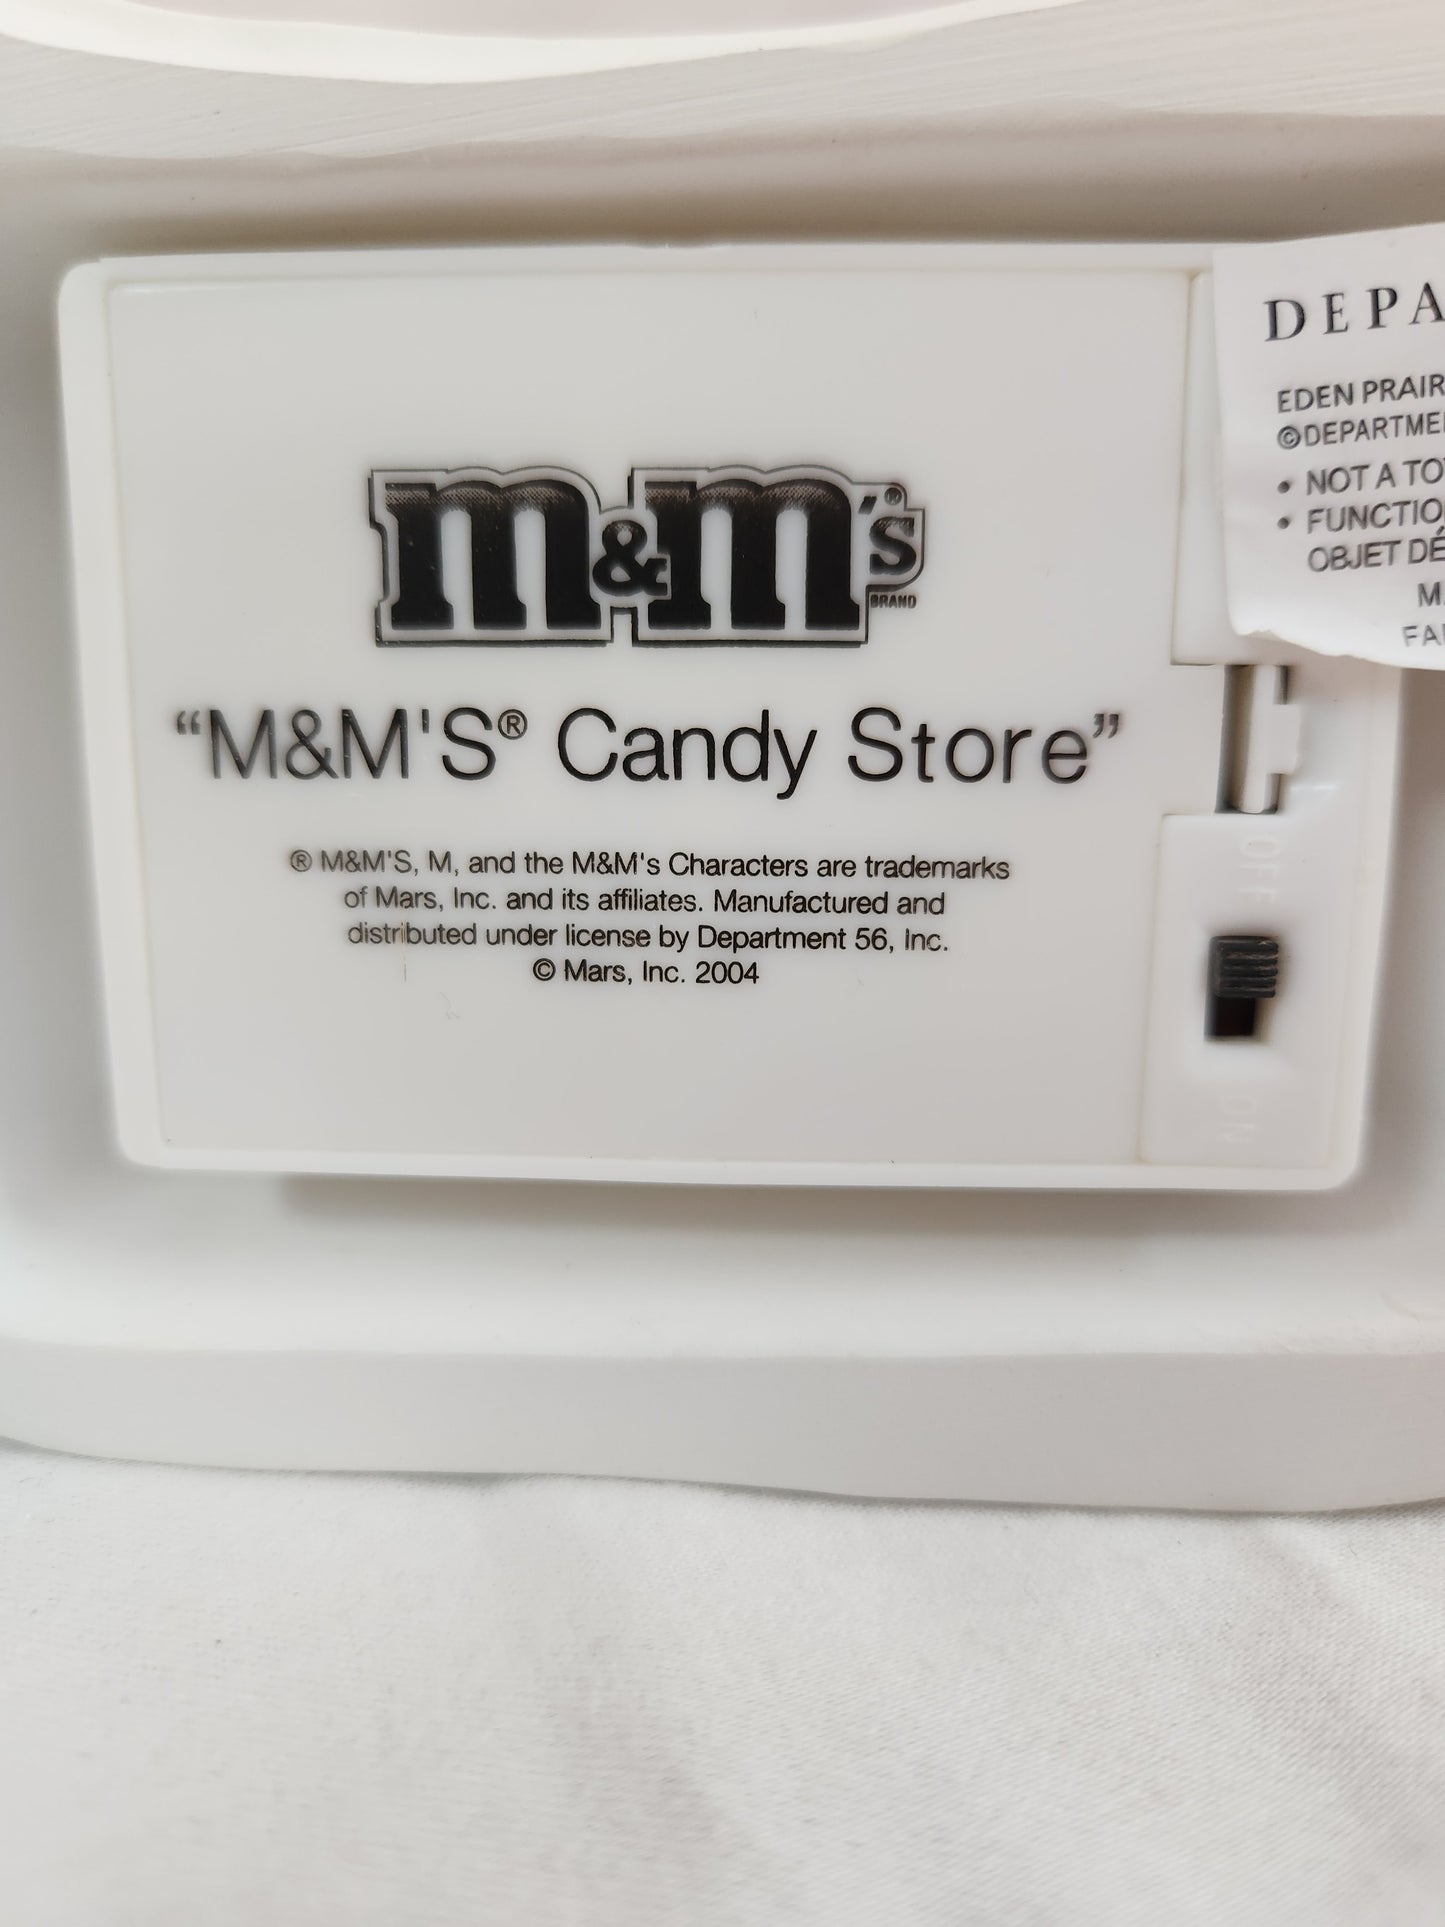 m&m's®
BRAND
"M&M'S® Candy Store"
® M&M'S, M, and the M&M's Characters are trademarks
of Mars, Inc. and its affiliates. Manufactured and
distributed under license by Department 56, Inc.
© Mars, Inc. 2004
DEPA
EDEN PRAIR
©DEPARTME
• NOT A TO
• FUNCTIO
OBJET DÉ
M
FA
OFF
ON